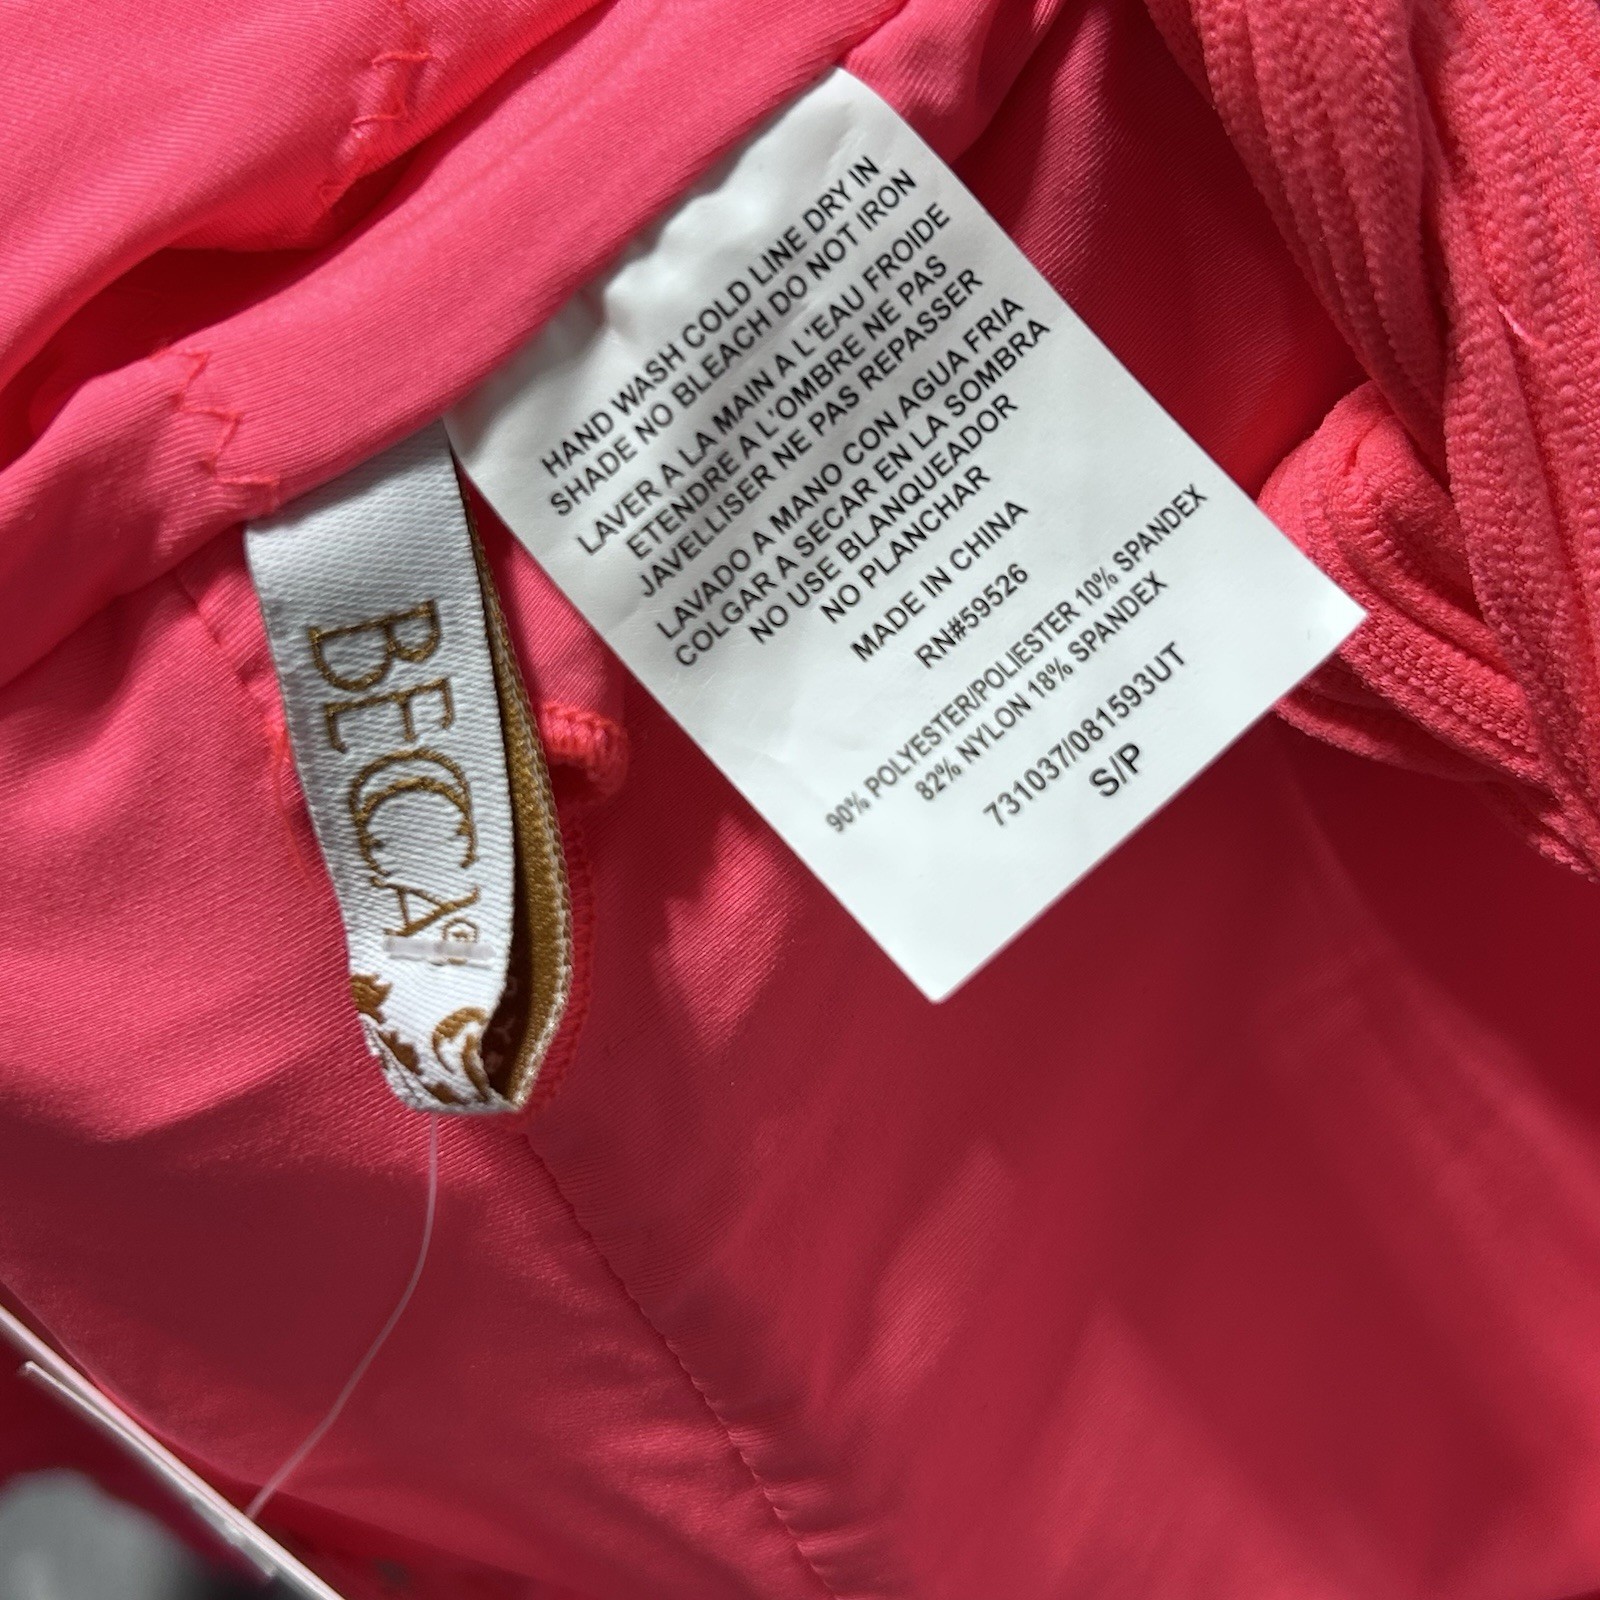 HAND WASH COLD LINE DRY IN
SHADE NO BLEACH DO NOT IRON
LAVER A LA MAIN A L'EAU FROIDE
ETENDRE A L'OMBRE NE PAS
JAVELLISER NE PAS REPASSER
LAVADO A MANO CON AGUA FRIA
COLGAR A SECAR EN LA SOMBRA
NO USE BLANQUEADOR
NO PLANCHAR
MADE IN CHINA
RN#59526
90% POLYESTER/POLIESTER 10% SPANDEX
82% NYLON 18% SPANDEX
731037/081593UT
S/P
BECCA®